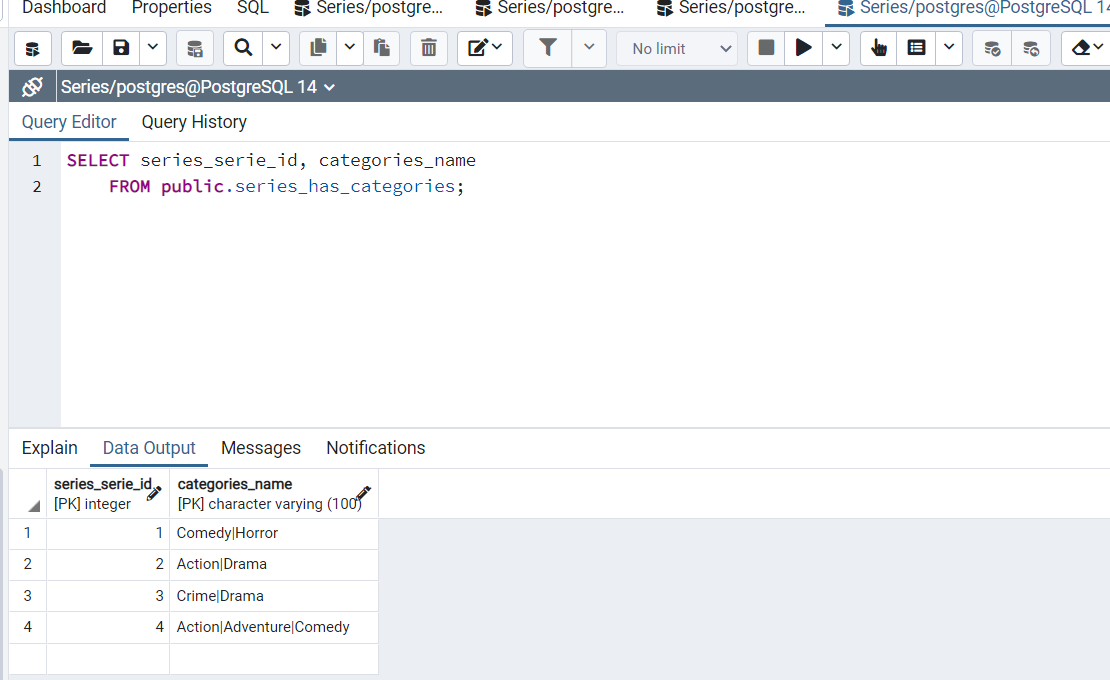 Dashboard Properties SQL Series/postgre... Series/postgre... Series/postgre... Series/postgres@PostgreSQL 14
No limit
Series/postgres@PostgreSQL 14
Query Editor Query History
1 SELECT series_serie_id, categories_name
2 FROM public.series_has_categories;
Explain Data Output Messages Notifications
series_serie_id categories_name
[PK] integer [PK] character varying (100)
1 1 Comedy|Horror
2 2 Action|Drama
3 3 Crime|Drama
4 4 Action|Adventure|Comedy